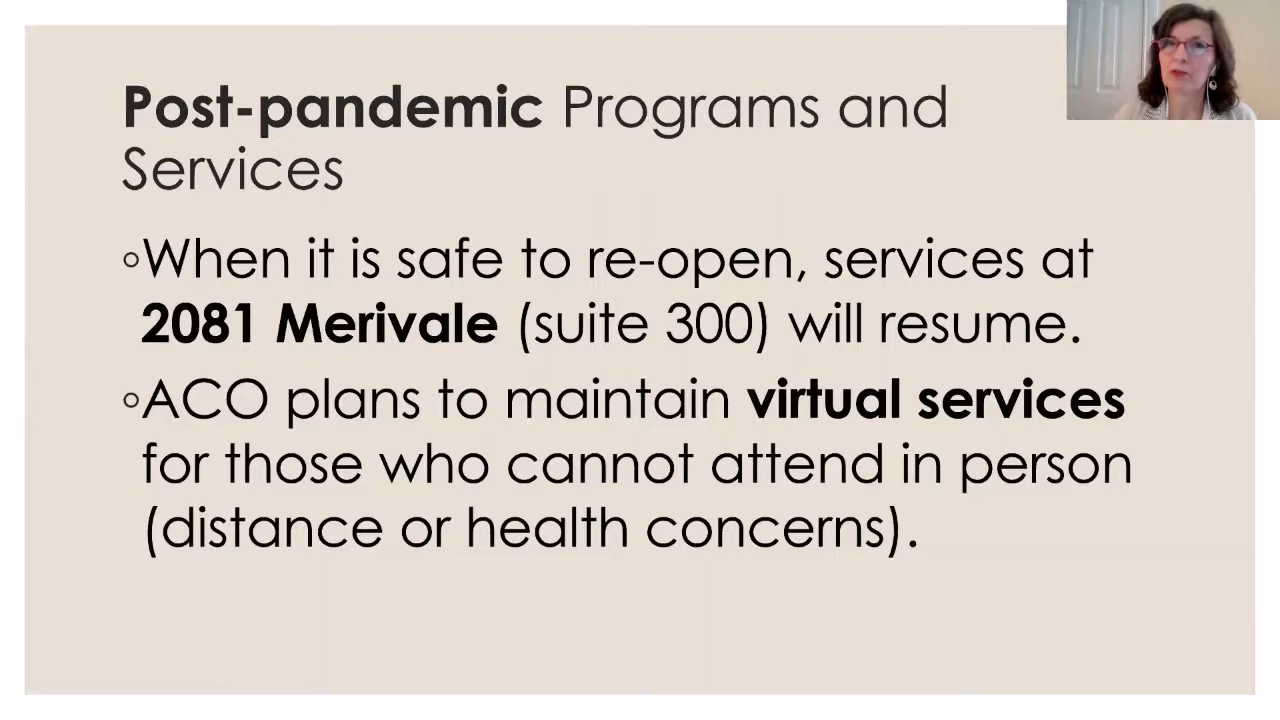 Post-pandemic Programs and
Services
◦When it is safe to re-open, services at
2081 Merivale (suite 300) will resume.
◦ACO plans to maintain virtual services
for those who cannot attend in person
(distance or health concerns).